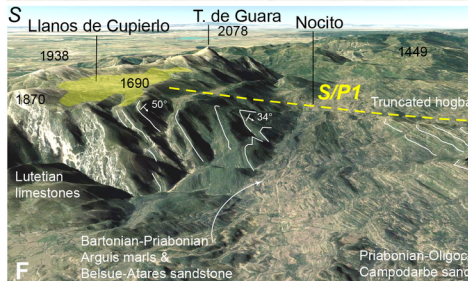 S
Llanos de Cupierlo
T. de Guara
2078
Nocito
1938
1449
1690
1870
S/P1
Truncated hogba
50°
34°
Lutetian
limestones
Bartonian-Priabonian
Arguis marls &
Belsue-Atares sandstone
Priabonian-Oligo
Campodarbe sand
F